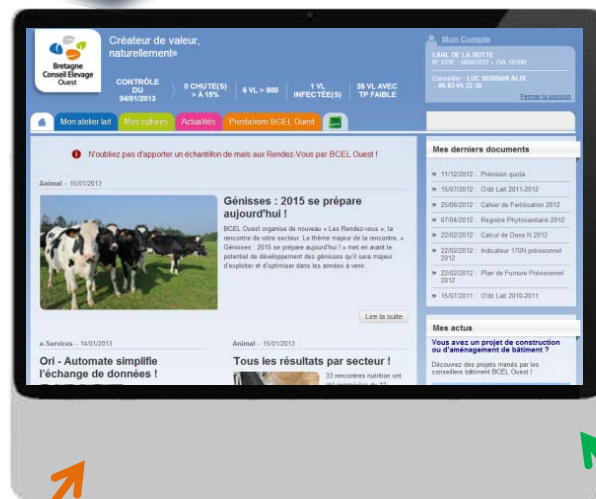 Créateur de valeur,
naturellement
Bretagne
Conseil Elevage
Ouest
CONTRÔLE
DU
04/01/2013
0 CHUTE(S)
> À 15%
6 VL > 800
1 VL
INFECTÉE(S)
26 VL AVEC
TP FAIBLE
Mon Compte
EARL DE LA BUTTE
N° EDE :
Conseiller :
Fermer la session
Mon atelier lait
Mes cultures
Actualités
Prestations BCEL Ouest
N'oubliez pas d'apporter un échantillon de mais aux Rendez-Vous par BCEL Ouest !
Animal - 15/01/2013
Génisses : 2015 se prépare
aujourd'hui !
BCEL Ouest organise de nouveau « Les Rendez-vous », la
rencontre de votre secteur. Le thème majeur de la rencontre, «
Génisses : 2015 se prépare aujourd'hui ! » met en avant le
potentiel de développement des génisses qu'il sera majeur
d'exploiter et d'optimiser dans les années à venir
Lire la suite
e-Services - 14/01/2013
Ori - Automate simplifie
l'échange de données !
Animal - 15/01/2013
Tous les résultats par secteur !
33 rencontres nutrition ont
Mes derniers documents
11/12/2012 : Prévision quota
15/07/2012 : O'dit Lait 2011-2012
25/06/2012 : Cahier de Fertilisation 2012
07/04/2012 : Registre Phytosanitaire 2012
22/02/2012 : Calcul de Dose N 2012
22/02/2012 : Indicateur 170N prévisionnel
2012
22/02/2012 : Plan de Fumure Prévisionnel
2012
15/07/2011 : O'dit Lait 2010-2011
Mes actus
Vous avez un projet de construction
ou d'aménagement de bâtiment ?
Découvrez des projets menés par les
conseillers bâtiment BCEL Ouest !